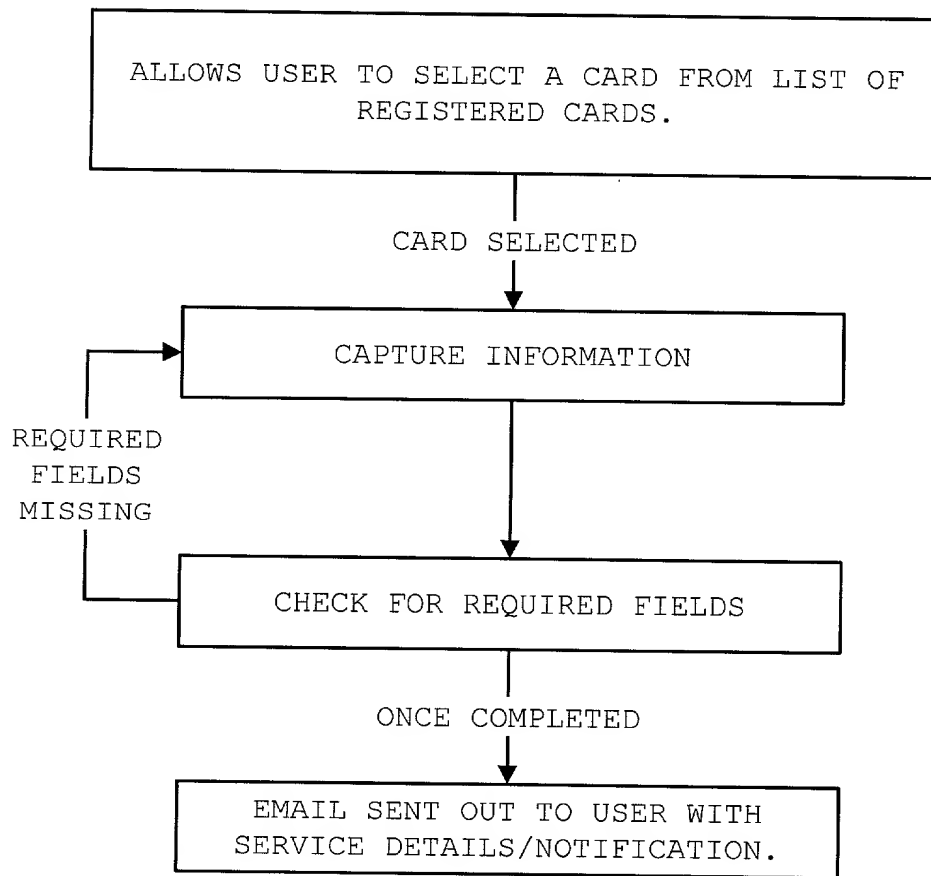 ALLOWS USER TO SELECT A CARD FROM LIST OF
REGISTERED CARDS.
CARD SELECTED
CAPTURE INFORMATION
REQUIRED
FIELDS
MISSING
CHECK FOR REQUIRED FIELDS
ONCE COMPLETED
EMAIL SENT OUT TO USER WITH
SERVICE DETAILS/NOTIFICATION.